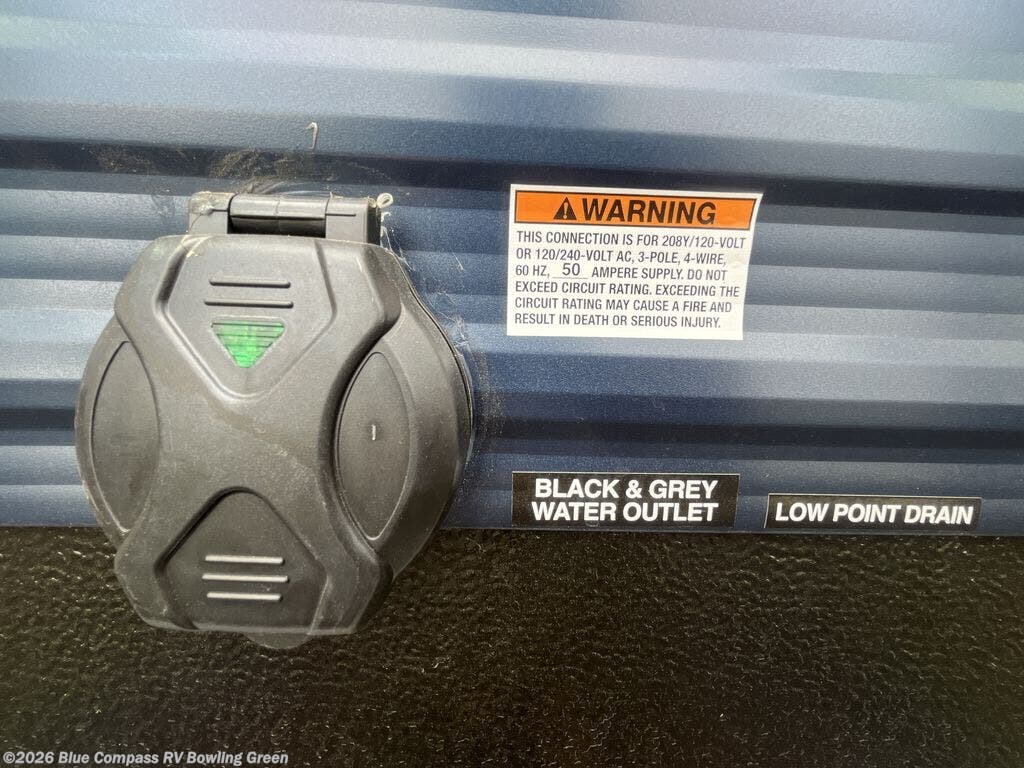 WARNING
THIS CONNECTION IS FOR 208Y/120-VOLT
OR 120/240-VOLT AC, 3-POLE, 4-WIRE,
60 HZ, 50 AMPERE SUPPLY. DO NOT
EXCEED CIRCUIT RATING. EXCEEDING THE
CIRCUIT RATING MAY CAUSE A FIRE AND
RESULT IN DEATH OR SERIOUS INJURY.
BLACK & GREY
WATER OUTLET
LOW POINT DRAIN
©2026 Blue Compass RV Bowling Green